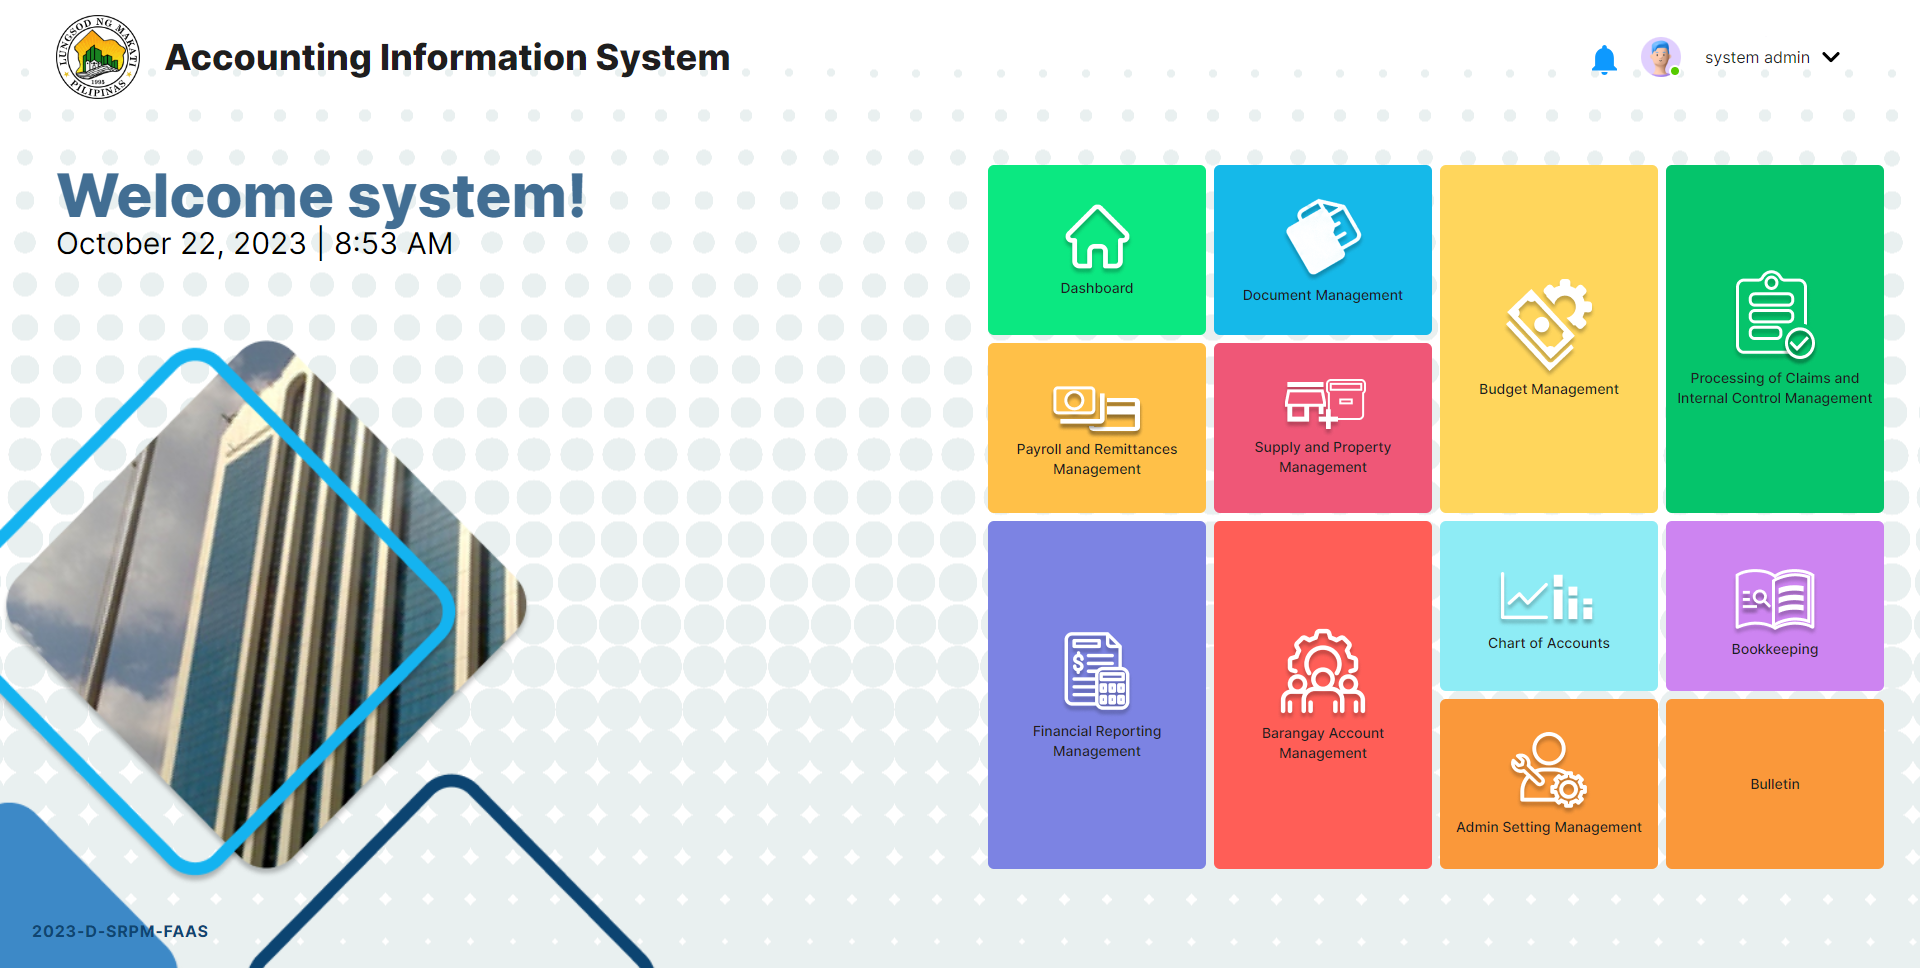 LUNGSOD NG MAKATI
1995
PILIPINAS
Accounting Information System
system admin
Welcome system!
October 22, 2023 | 8:53 AM
Dashboard
Document Management
Budget Management
Processing of Claims and
Internal Control Management
Payroll and Remittances
Management
Supply and Property
Management
Financial Reporting
Management
Barangay Account
Management
Chart of Accounts
Bookkeeping
Admin Setting Management
Bulletin
2023-D-SRPM-FAAS